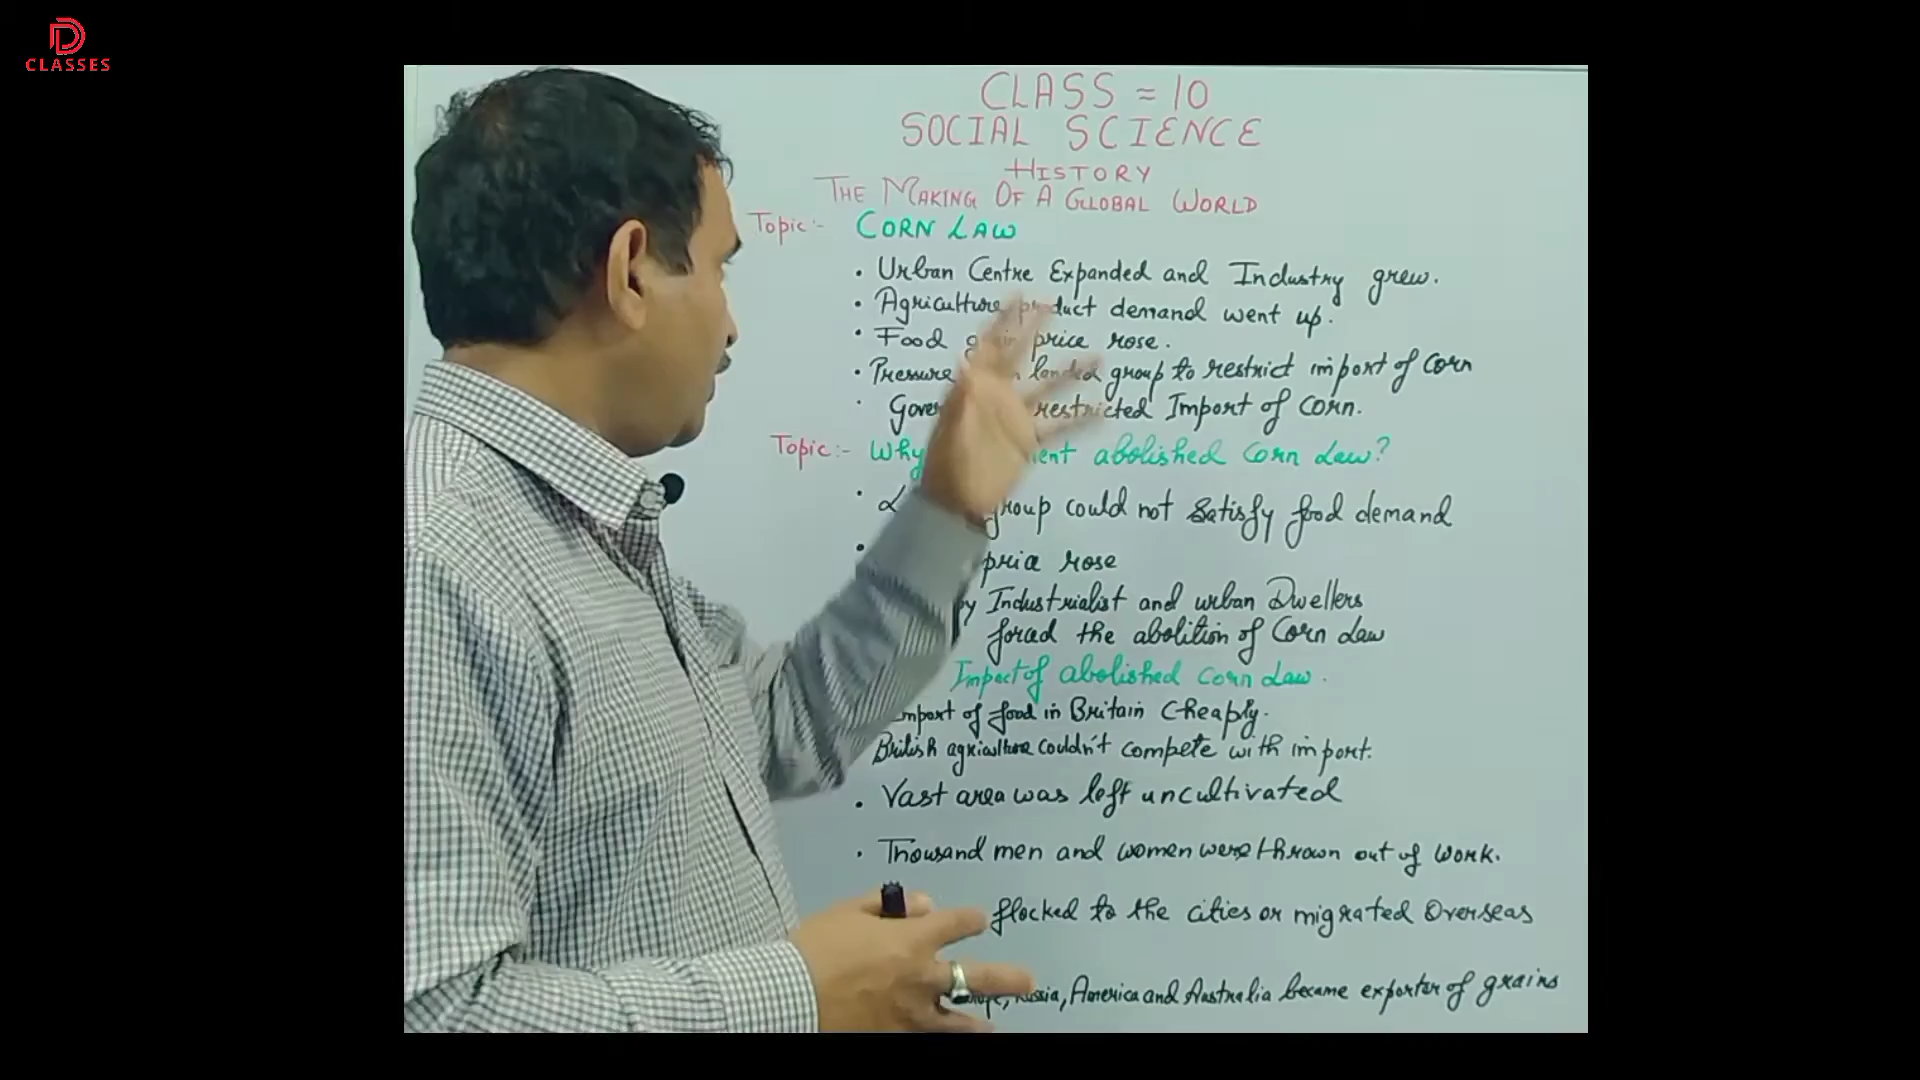 D
CLASSES
CLASS = 10
SOCIAL SCIENCE
HISTORY
THE MAKING OF A GLOBAL WORLD
Topic:- CORN LAW
• Urban Centre Expanded and Industry grew.
• Agriculture product demand went up.
• Food grain price rose.
• Pressure landed group to restrict import of Corn
• restricted Import of Corn.
Topic:- Why abolished Corn Law?
• group could not Satisfy food demand
• price rose
by Industrialist and urban Dwellers
forced the abolition of Corn Law
Impact of abolished Corn Law.
Import of food in Britain Cheaply.
British agriculture couldn't compete with import.
• Vast area was left uncultivated
• Thousand men and women were thrown out of work.
flocked to the cities or migrated Overseas
Russia, America and Australia became exporter of grains